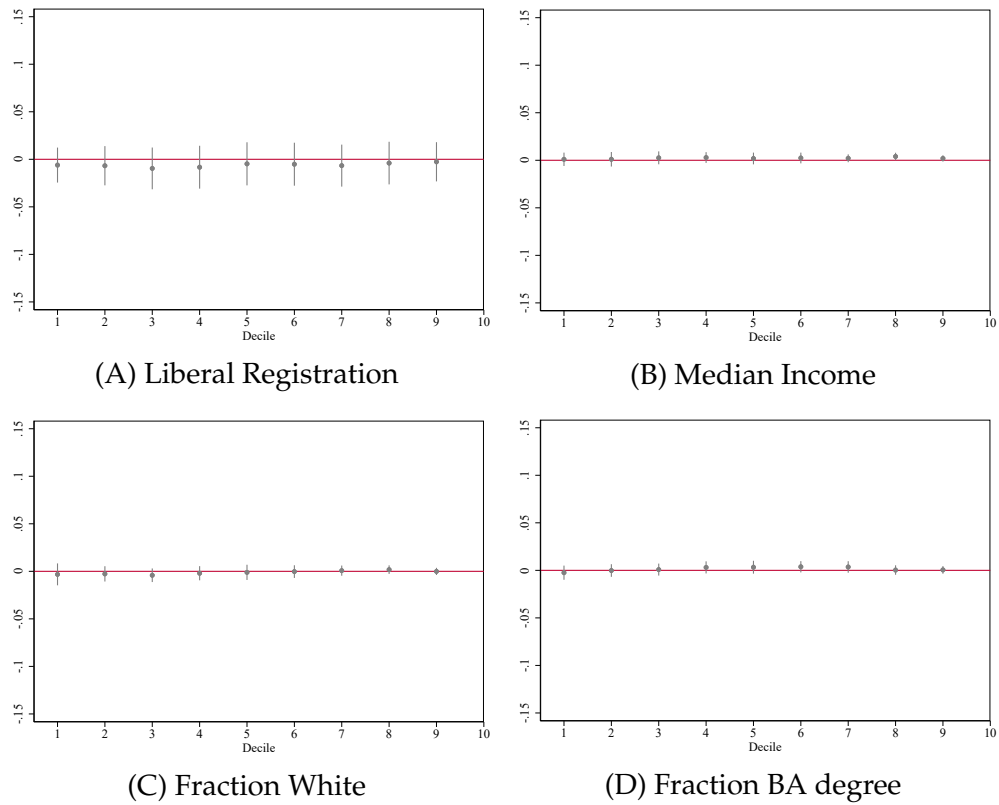 .15
.1
.05
0
-.05
-.1
-.15
1 2 3 4 5 6 7 8 9 10
Decile
(A) Liberal Registration
.15
.1
.05
0
-.05
-.1
-.15
1 2 3 4 5 6 7 8 9 10
Decile
(B) Median Income
.15
.1
.05
0
-.05
-.1
-.15
1 2 3 4 5 6 7 8 9 10
Decile
(C) Fraction White
.15
.1
.05
0
-.05
-.1
-.15
1 2 3 4 5 6 7 8 9 10
Decile
(D) Fraction BA degree